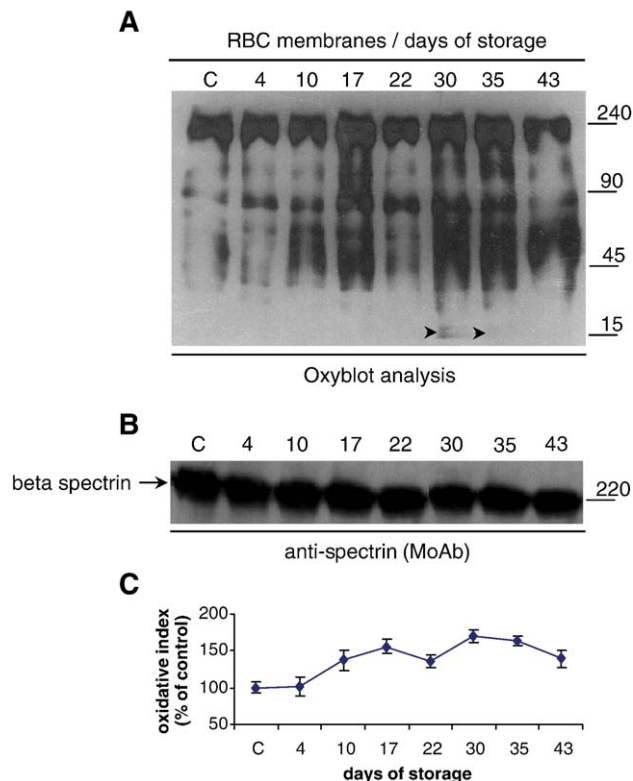 A
RBC membranes / days of storage
C 4 10 17 22 30 35 43
240
90
45
15
Oxyblot analysis
B
C 4 10 17 22 30 35 43
beta spectrin
220
anti-spectrin (MoAb)
C
oxidative index
(% of control)
200
150
100
50
C 4 10 17 22 30 35 43
days of storage